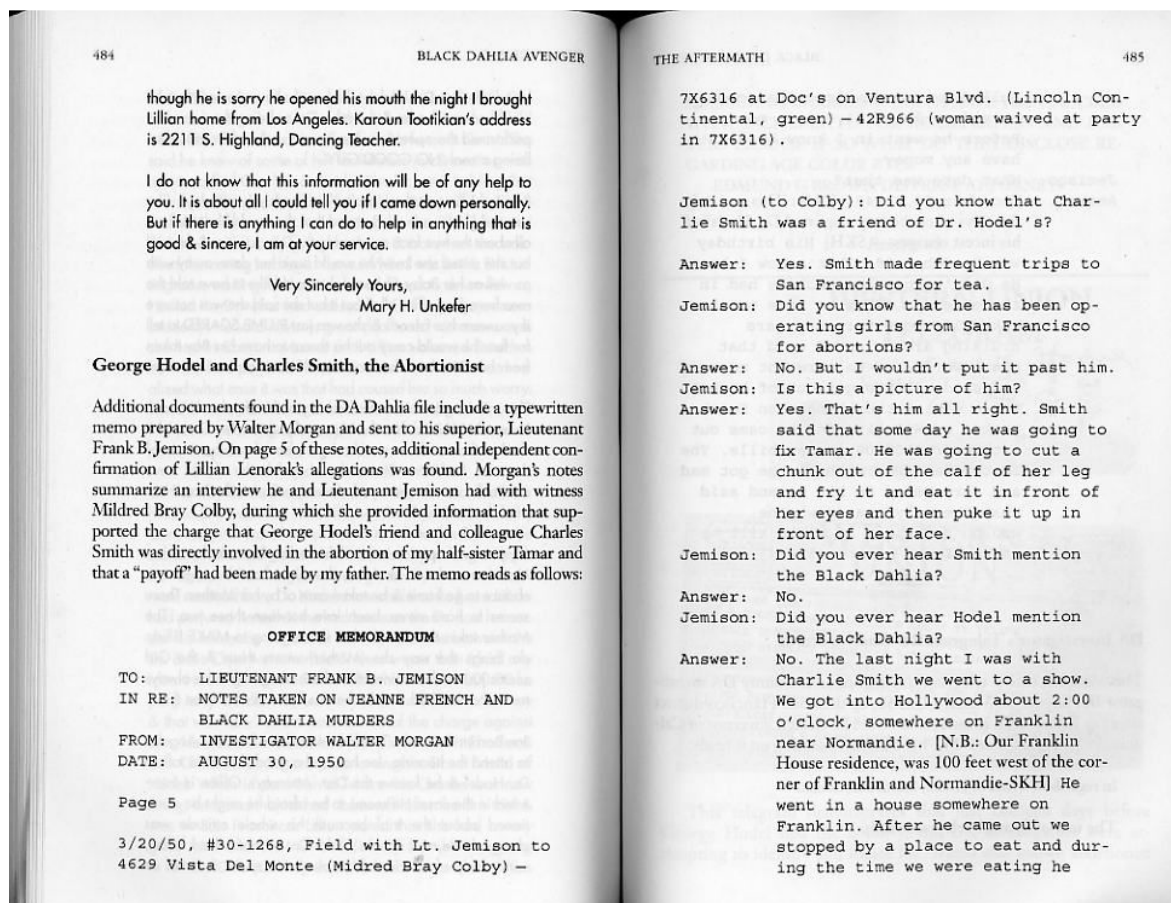 484
BLACK DAHLIA AVENGER
though he is sorry he opened his mouth the night I brought
Lillian home from Los Angeles. Karoun Tootikian's address
is 2211 S. Highland, Dancing Teacher.
I do not know that this information will be of any help to
you. It is about all I could tell you if I came down personally.
But if there is anything I can do to help in anything that is
good & sincere, I am at your service.
Very Sincerely Yours,
Mary H. Unkefer
George Hodel and Charles Smith, the Abortionist
Additional documents found in the DA Dahlia file include a typewritten
memo prepared by Walter Morgan and sent to his superior, Lieutenant
Frank B. Jemison. On page 5 of these notes, additional independent con-
firmation of Lillian Lenorak's allegations was found. Morgan's notes
summarize an interview he and Lieutenant Jemison had with witness
Mildred Bray Colby, during which she provided information that sup-
ported the charge that George Hodel's friend and colleague Charles
Smith was directly involved in the abortion of my half-sister Tamar and
that a "payoff" had been made by my father. The memo reads as follows:
OFFICE MEMORANDUM
TO: LIEUTENANT FRANK B. JEMISON
IN RE: NOTES TAKEN ON JEANNE FRENCH AND
BLACK DAHLIA MURDERS
FROM: INVESTIGATOR WALTER MORGAN
DATE: AUGUST 30, 1950
Page 5
3/20/50, #30-1268, Field with Lt. Jemison to
4629 Vista Del Monte (Midred Bray Colby) —
THE AFTERMATH
485
7X6316 at Doc's on Ventura Blvd. (Lincoln Con-
tinental, green) — 42R966 (woman waived at party
in 7X6316).
Jemison (to Colby): Did you know that Char-
lie Smith was a friend of Dr. Hodel's?
Answer: Yes. Smith made frequent trips to
San Francisco for tea.
Jemison: Did you know that he has been op-
erating girls from San Francisco
for abortions?
Answer: No. But I wouldn't put it past him.
Jemison: Is this a picture of him?
Answer: Yes. That's him all right. Smith
said that some day he was going to
fix Tamar. He was going to cut a
chunk out of the calf of her leg
and fry it and eat it in front of
her eyes and then puke it up in
front of her face.
Jemison: Did you ever hear Smith mention
the Black Dahlia?
Answer: No.
Jemison: Did you ever hear Hodel mention
the Black Dahlia?
Answer: No. The last night I was with
Charlie Smith we went to a show.
We got into Hollywood about 2:00
o'clock, somewhere on Franklin
near Normandie. [N.B.: Our Franklin
House residence, was 100 feet west of the cor-
ner of Franklin and Normandie-SKH] He
went in a house somewhere on
Franklin. After he came out we
stopped by a place to eat and dur-
ing the time we were eating he